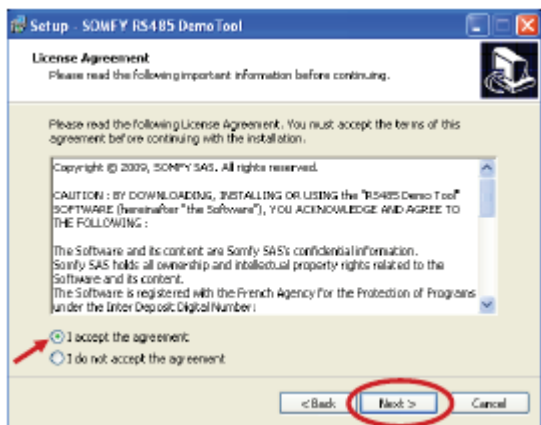 Setup - SOMFY RS485 DemoTool
License Agreement
Please read the following important information before continuing.
Please read the following License Agreement. You must accept the terms of this
agreement before continuing with the installation.
Copyright © 2009, SOMFY SAS. All rights reserved.
CAUTION : BY DOWNLOADING, INSTALLING OR USING the "RS485 Demo Tool"
SOFTWARE (hereinafter "the Software"), YOU ACKNOWLEDGE AND AGREE TO
THE FOLLOWING :
The Software and its content are Somfy SAS's confidential information.
Somfy SAS holds all ownership and intellectual property rights related to the
Software and its content.
The Software is registered with the French Agency for the Protection of Programs
under the Inter Deposit Digital Number:
I accept the agreement
I do not accept the agreement
< Back
Next >
Cancel